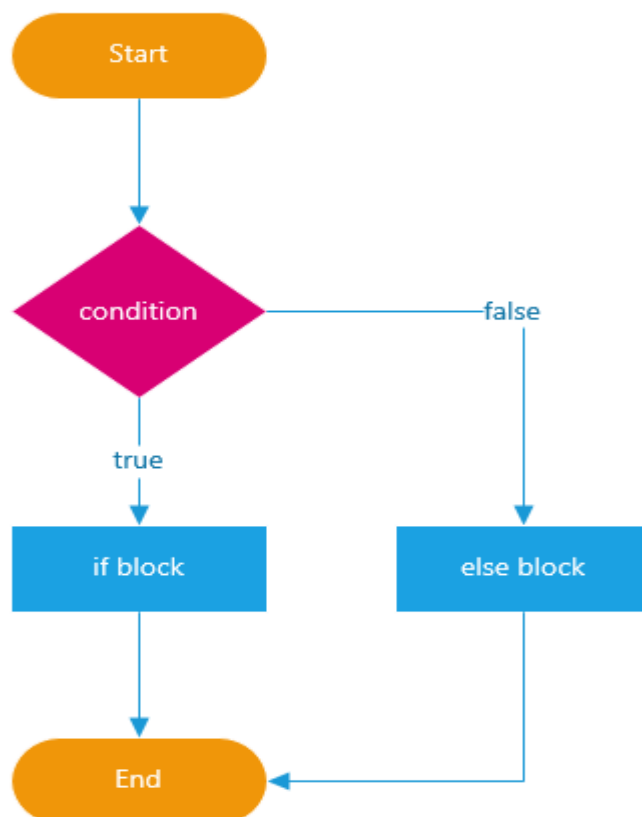 Start
condition
false
true
if block
else block
End